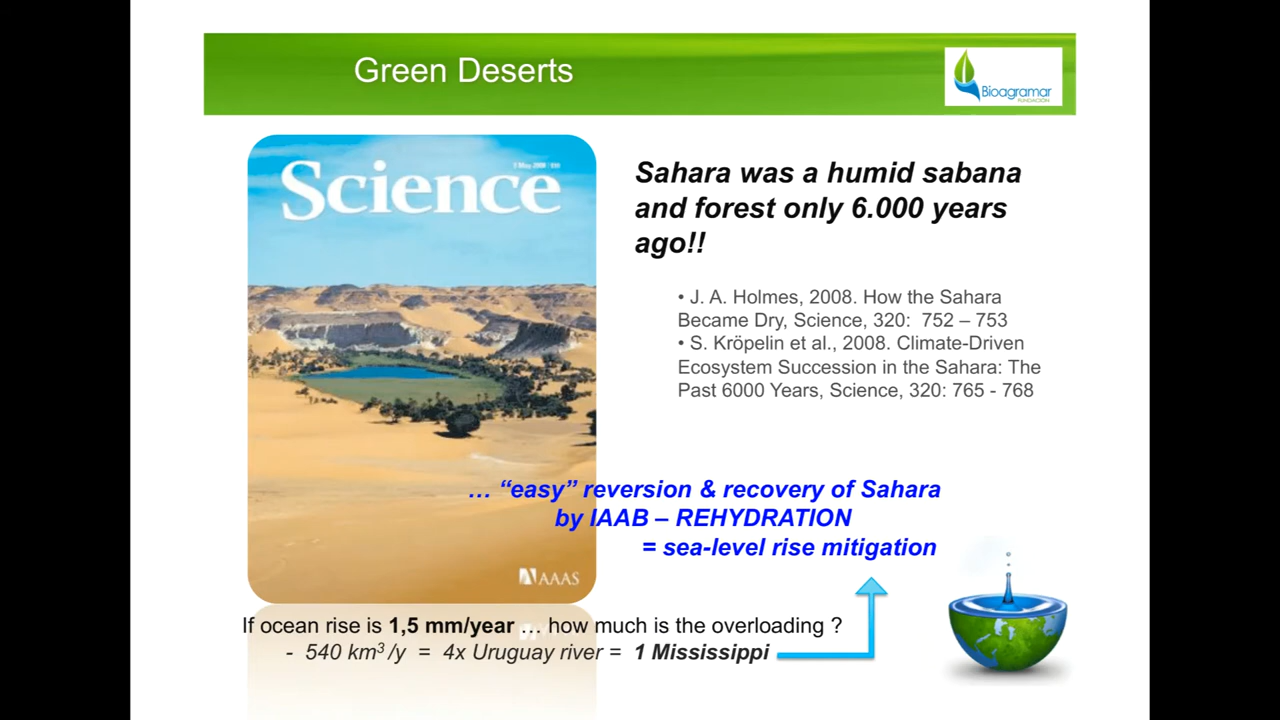 Green Deserts
Bioagramar
FUNDACIÓN
Science
AAAS
Sahara was a humid sabana
and forest only 6.000 years
ago!!
• J. A. Holmes, 2008. How the Sahara
Became Dry, Science, 320: 752 – 753
• S. Kröpelin et al., 2008. Climate-Driven
Ecosystem Succession in the Sahara: The
Past 6000 Years, Science, 320: 765 - 768
… “easy” reversion & recovery of Sahara
by IAAB – REHYDRATION
= sea-level rise mitigation
If ocean rise is 1,5 mm/year … how much is the overloading ?
- 540 km³ /y = 4x Uruguay river = 1 Mississippi